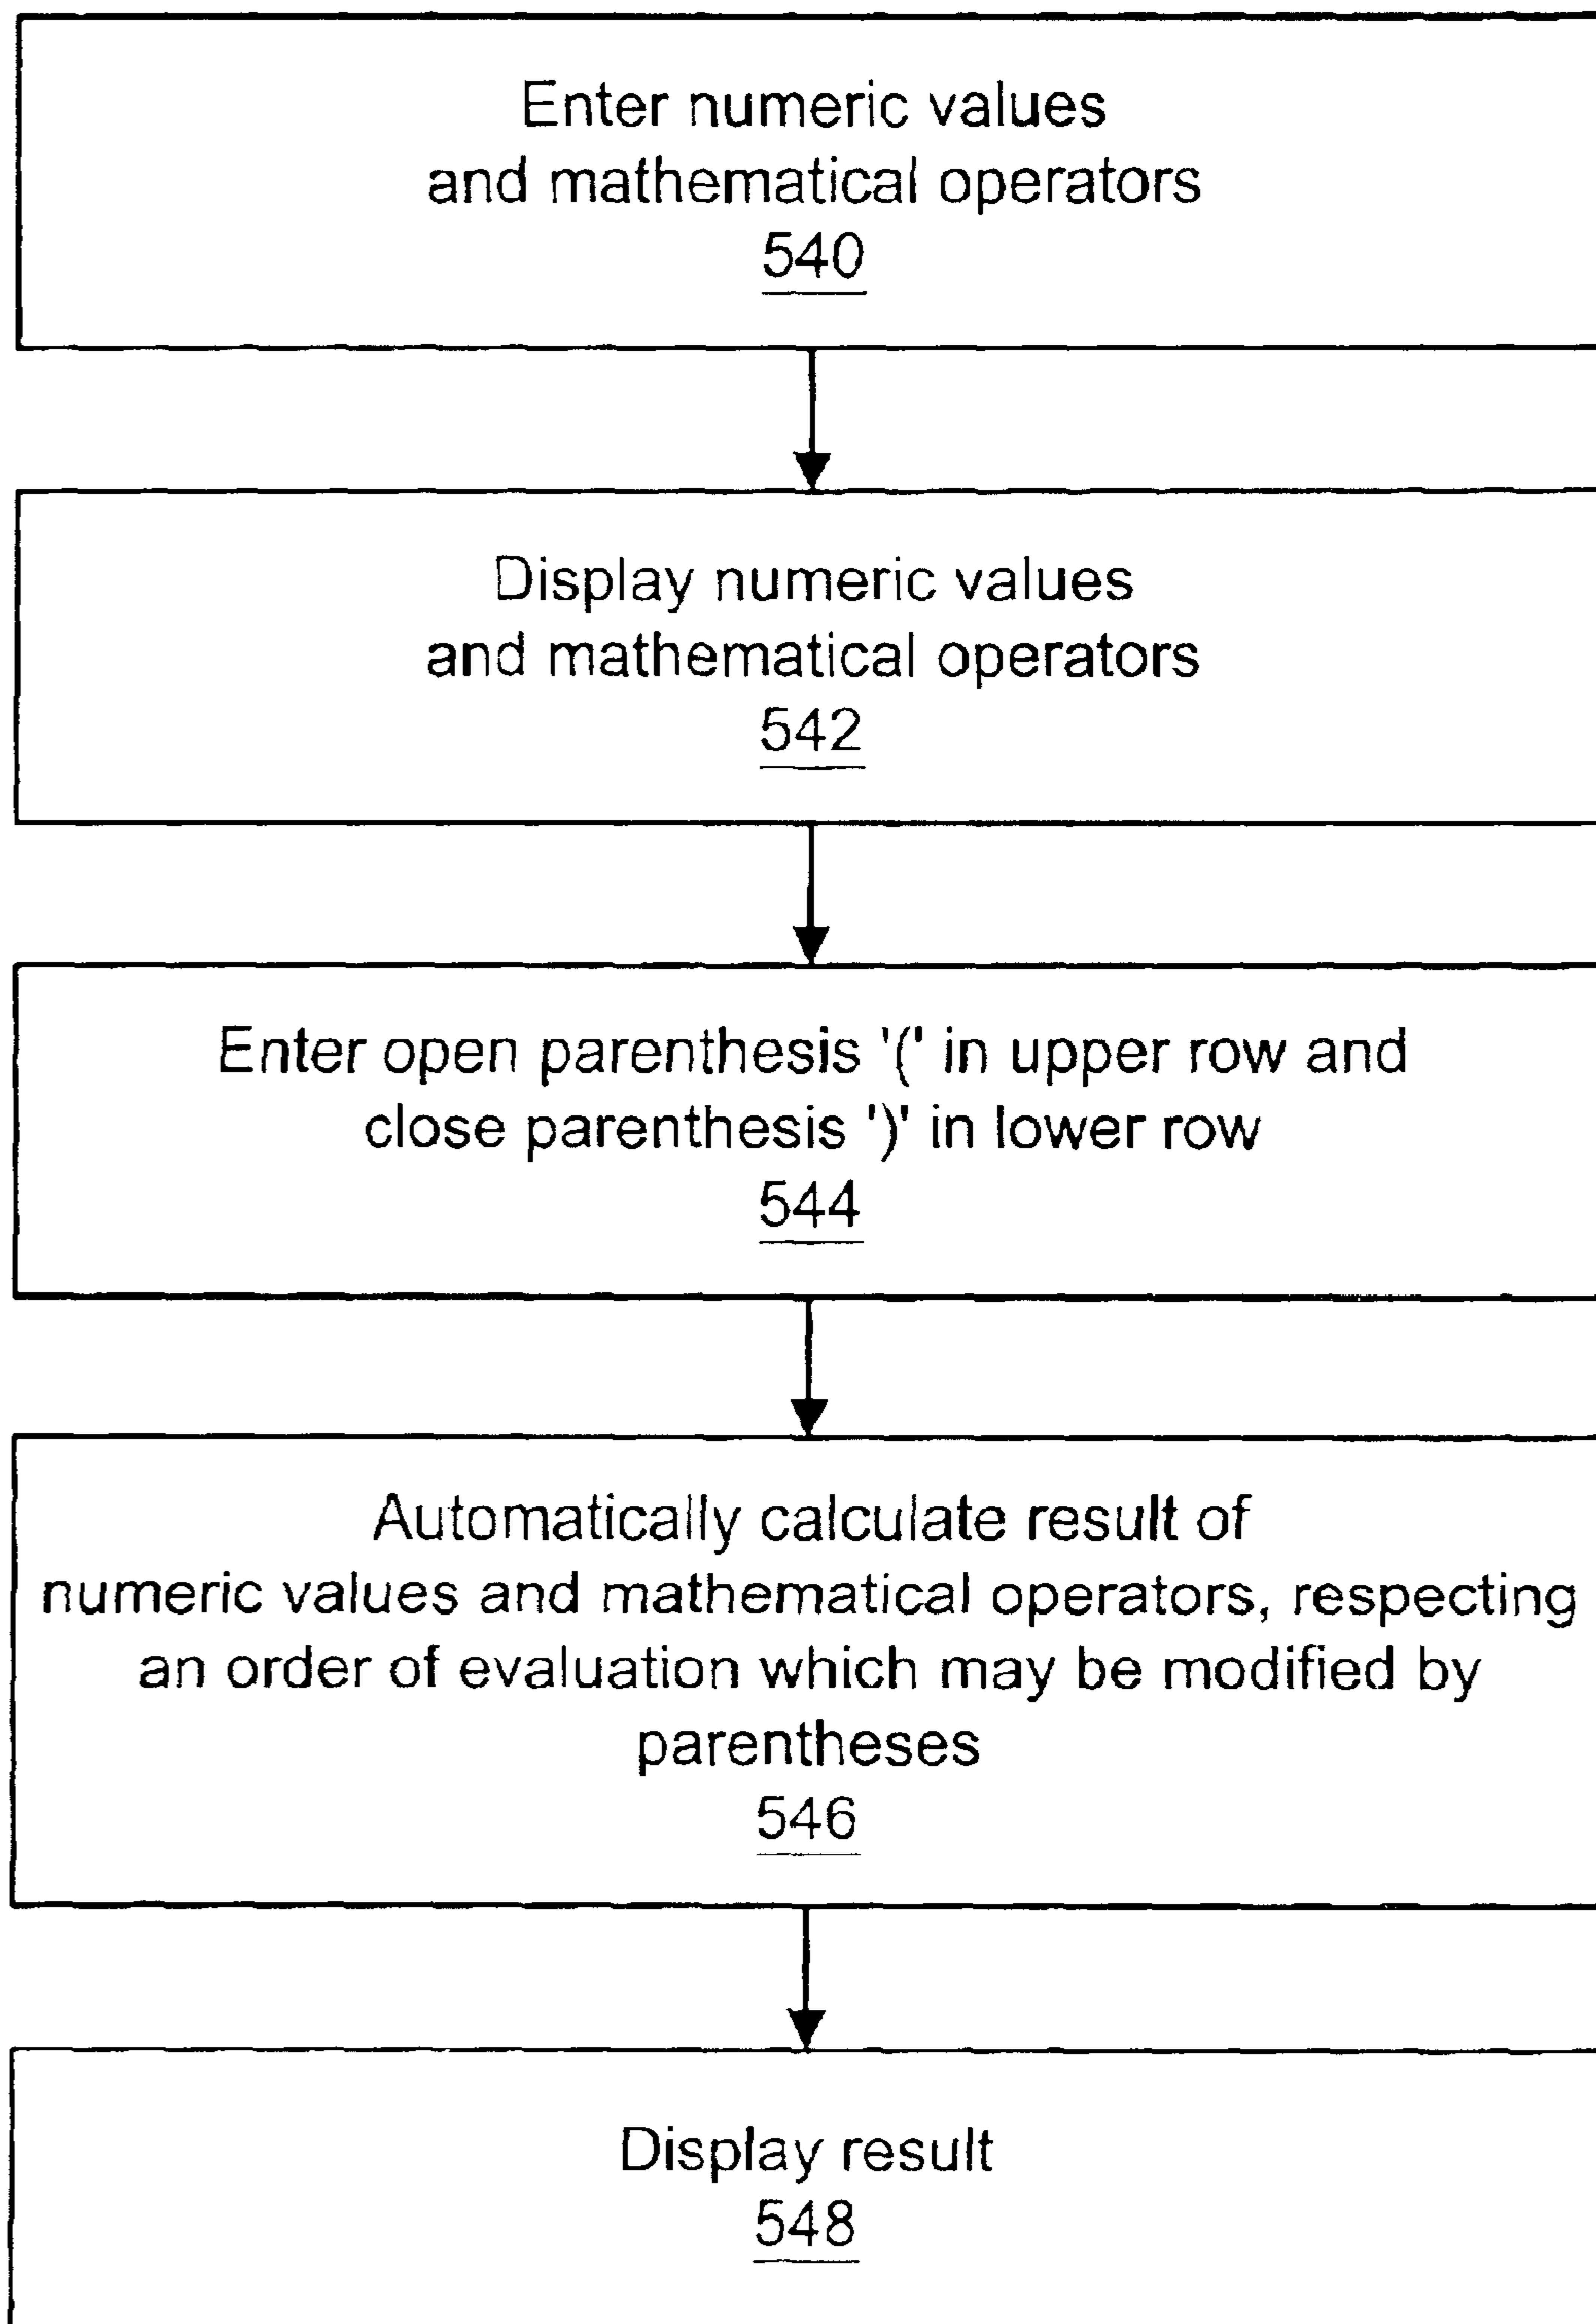 Enter numeric values
and mathematical operators
540
Display numeric values
and mathematical operators
542
Enter open parenthesis '(' in upper row and
close parenthesis ')' in lower row
544
Automatically calculate result of
numeric values and mathematical operators, respecting
an order of evaluation which may be modified by
parentheses
546
Display result
548